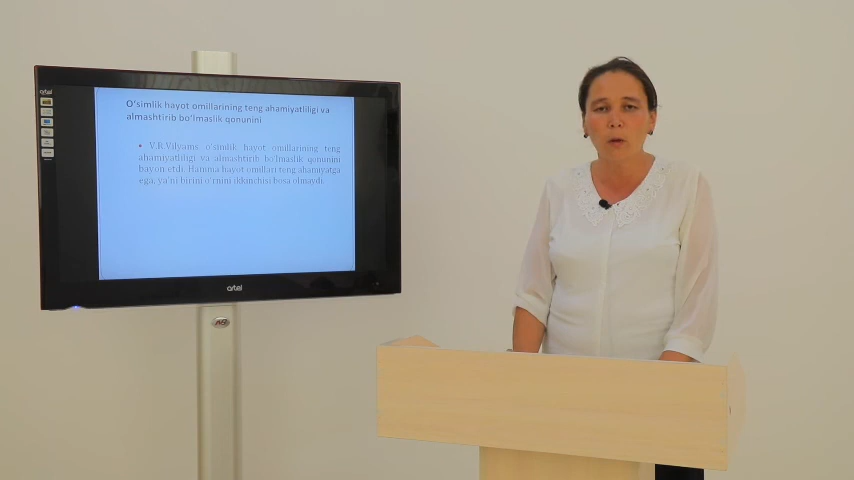 O'simlik hayot omillarining teng ahamiyatliligi va
almashtirib bo'lmaslik qonunini
• V.R.Vilyams o'simlik hayot omillarining teng
ahamiyatliligi va almashtirib bo'lmaslik qonunini
bayon etdi. Hamma hayot omillari teng ahamiyatga
ega, ya'ni birini o'rnini ikkinchisi bosa olmaydi.
artel